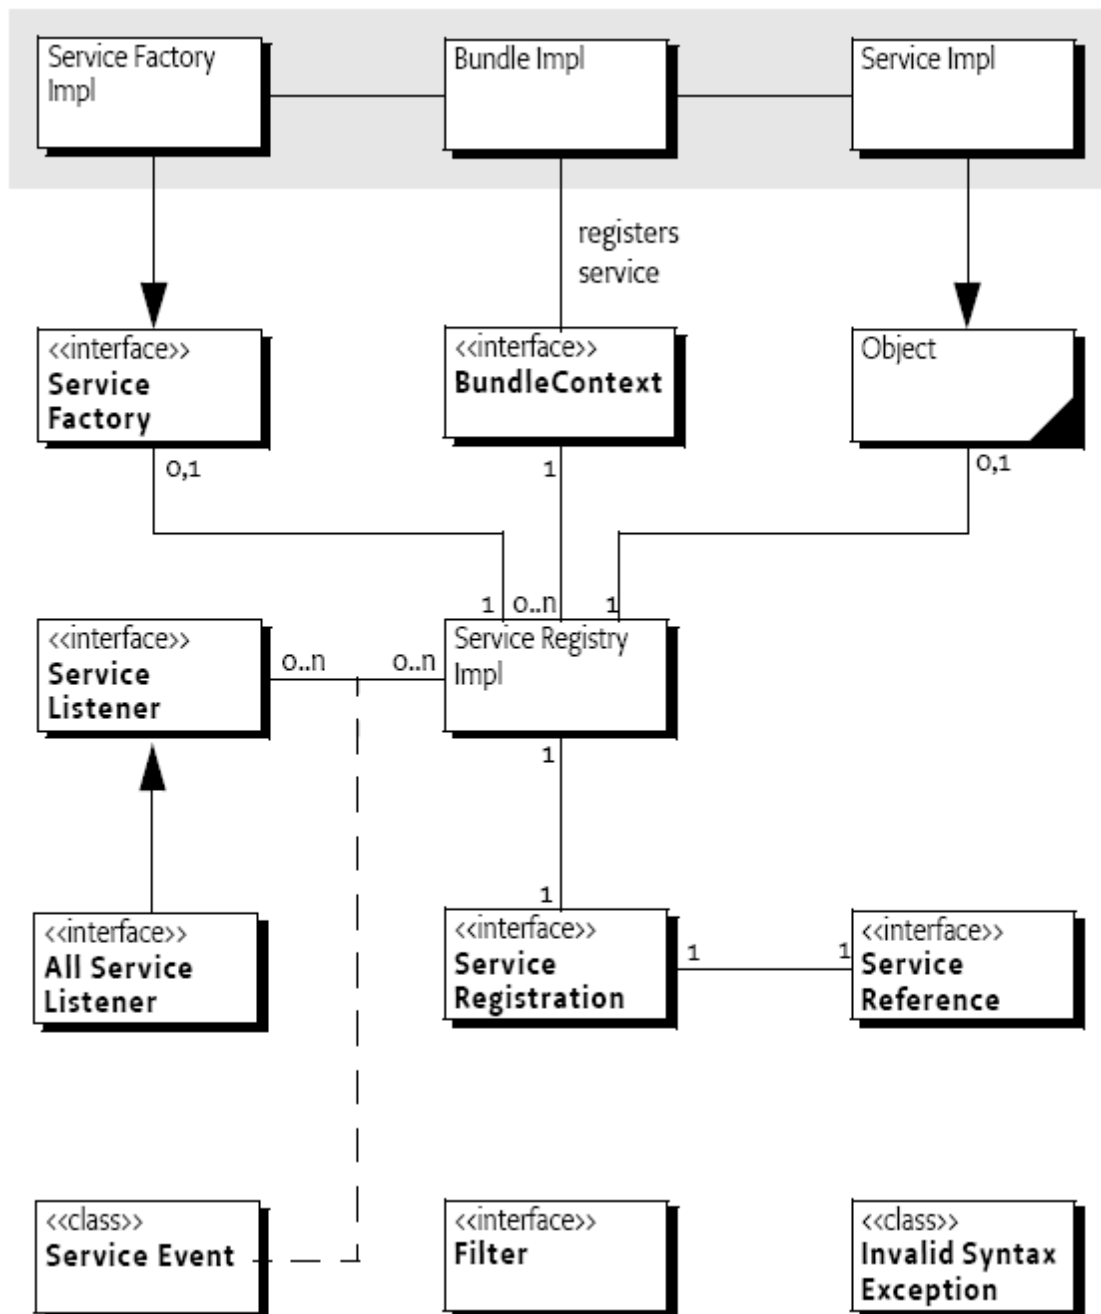 Service Factory
Impl
Bundle Impl
Service Impl
registers
service
<<interface>>
Service
Factory
<<interface>>
BundleContext
Object
0,1
1
0,1
1
0..n
1
<<interface>>
Service
Listener
0..n
0..n
Service Registry
Impl
1
1
<<interface>>
All Service
Listener
<<interface>>
Service
Registration
1
1
<<interface>>
Service
Reference
<<class>>
Service Event
<<interface>>
Filter
<<class>>
Invalid Syntax
Exception